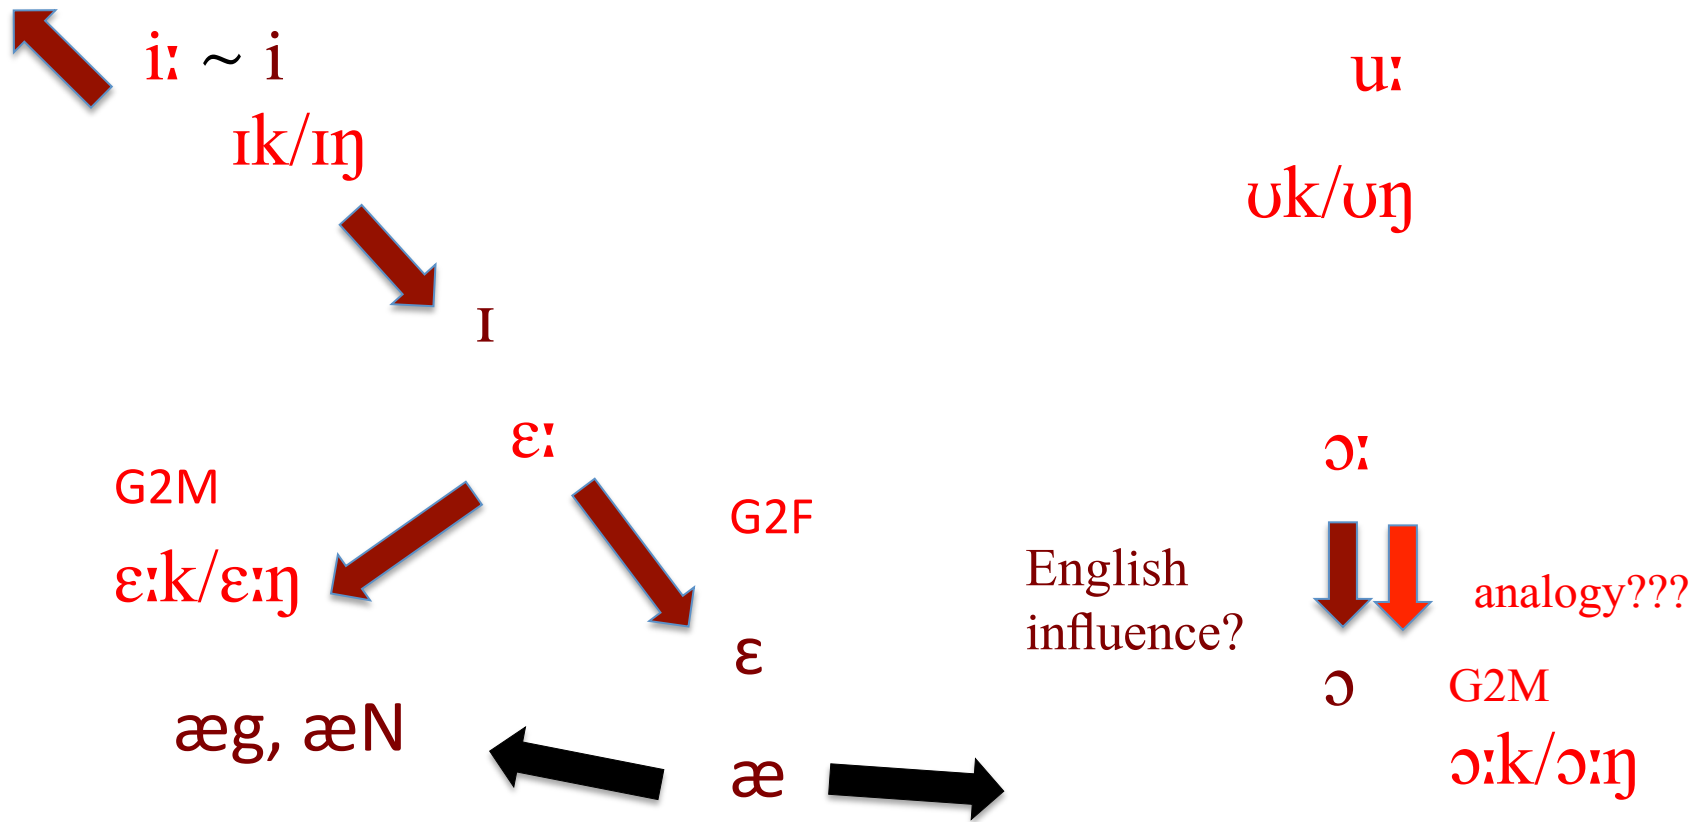 iː ~ i
uː
ɪk/ɪŋ
ʊk/ʊŋ
ɪ
ɛː
ɔː
G2M
G2F
ɛːk/ɛːŋ
English
influence?
analogy???
ɛ
ɔ
G2M
æg, æN
æ
ɔːk/ɔːŋ